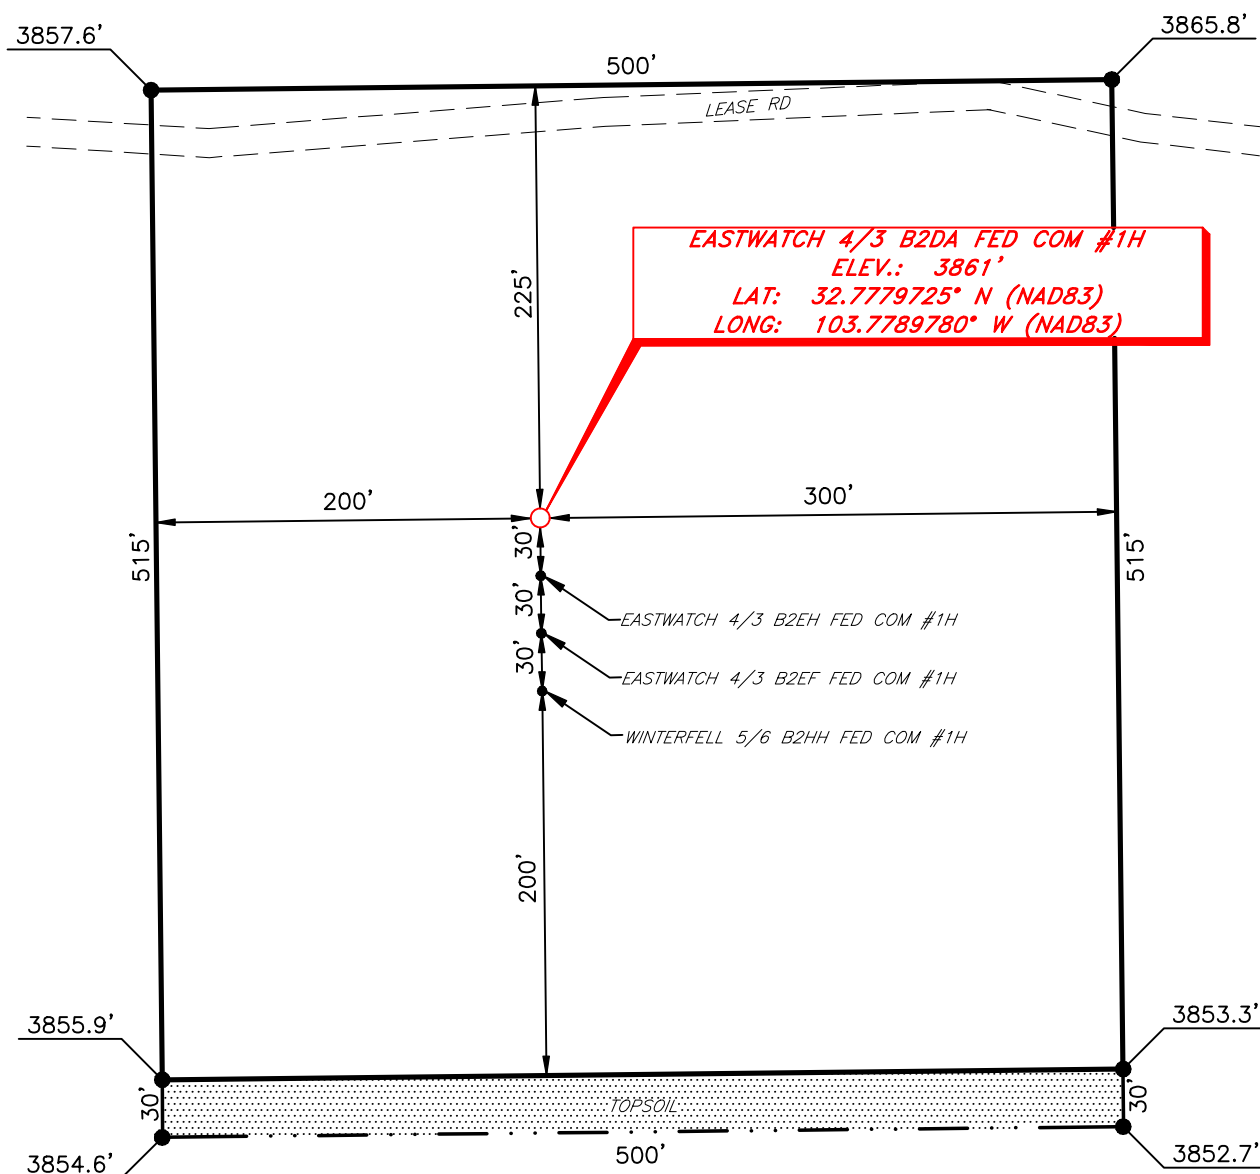 3857.6'
3865.8'
500'
LEASE RD
225'
EASTWATCH 4/3 B2DA FED COM #1H
ELEV.: 3861'
LAT: 32.7779725° N (NAD83)
LONG: 103.7789780° W (NAD83)
200'
300'
515'
30'
515'
30'
EASTWATCH 4/3 B2EH FED COM #1H
30'
EASTWATCH 4/3 B2EF FED COM #1H
WINTERFELL 5/6 B2HH FED COM #1H
200'
3855.9'
3853.3'
30'
TOPSOIL
30'
500'
3854.6'
3852.7'